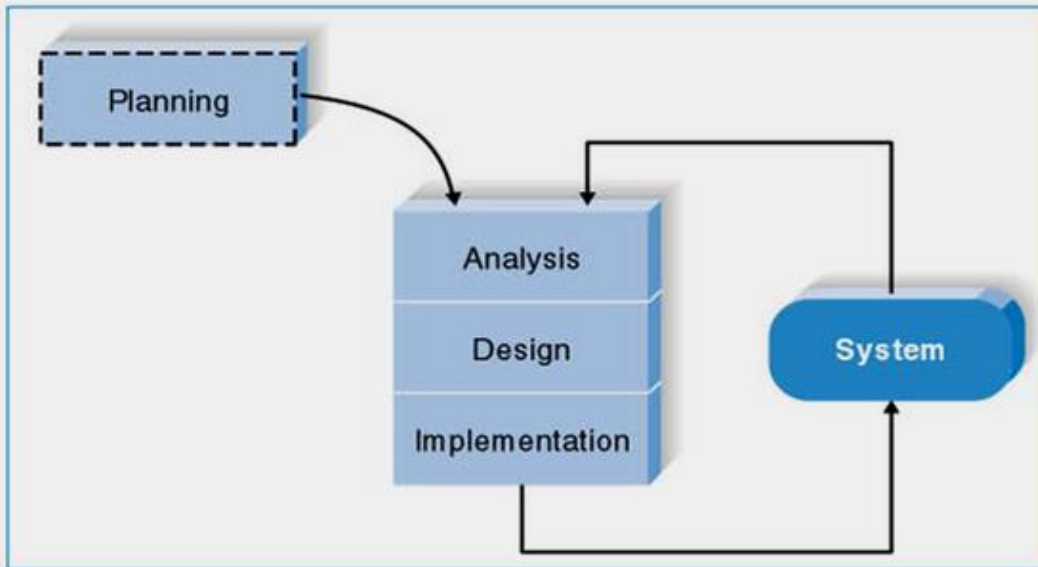 Planning
Analysis
Design
System
Implementation